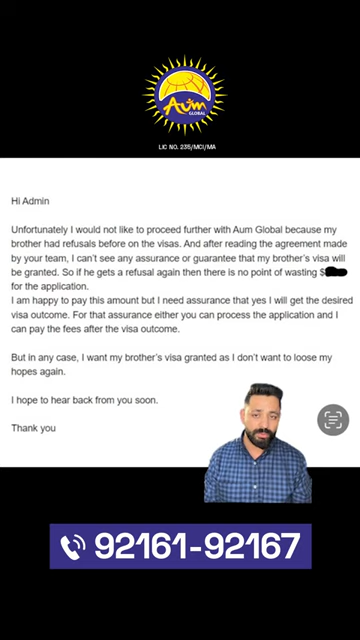 Aum
GLOBAL
LIC NO. 235/MCI/MA
Hi Admin
Unfortunately I would not like to proceed further with Aum Global because my
brother had refusals before on the visas. And after reading the agreement made
by your team, I can't see any assurance or guarantee that my brother's visa will
be granted. So if he gets a refusal again then there is no point of wasting $
for the application.
I am happy to pay this amount but I need assurance that yes I will get the desired
visa outcome. For that assurance either you can process the application and I
can pay the fees after the visa outcome.
But in any case, I want my brother's visa granted as I don't want to loose my
hopes again.
I hope to hear back from you soon.
Thank you
92161-92167